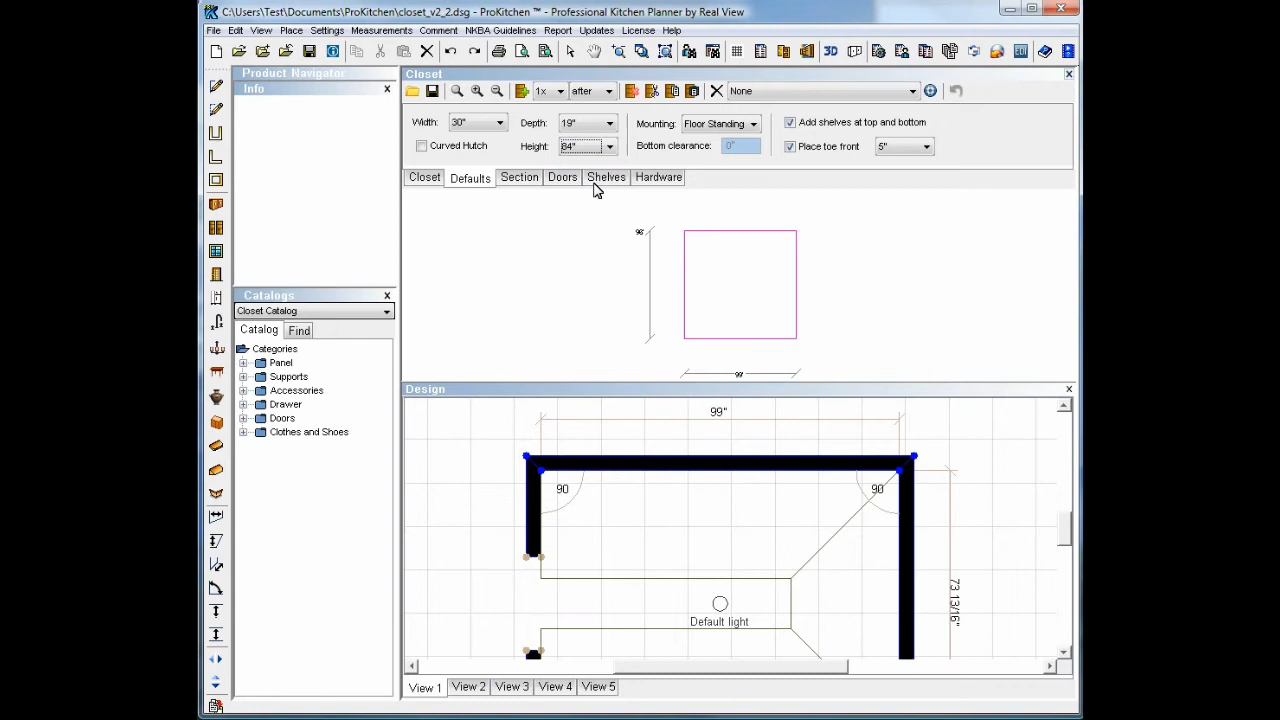 C:\Users\Test\Documents\ProKitchen\closet_v2_2.dsg - ProKitchen ™ - Professional Kitchen Planner by Real View
File Edit View Place Settings Measurements Comment NKBA Guidelines Report Updates License Help
3D
Product Navigator
Info
x
Closet
x
1x
after
None
Width: 30"
Depth: 19"
Mounting: Floor Standing
Add shelves at top and bottom
Curved Hutch
Height: 84"
Bottom clearance: 0"
Place toe front
5"
Closet Defaults Section Doors Shelves Hardware
96'
99'
Catalogs
x
Closet Catalog
Catalog Find
Categories
Panel
Supports
Accessories
Drawer
Doors
Clothes and Shoes
Design
x
99"
90
90
73 13/16"
Default light
View 1 View 2 View 3 View 4 View 5